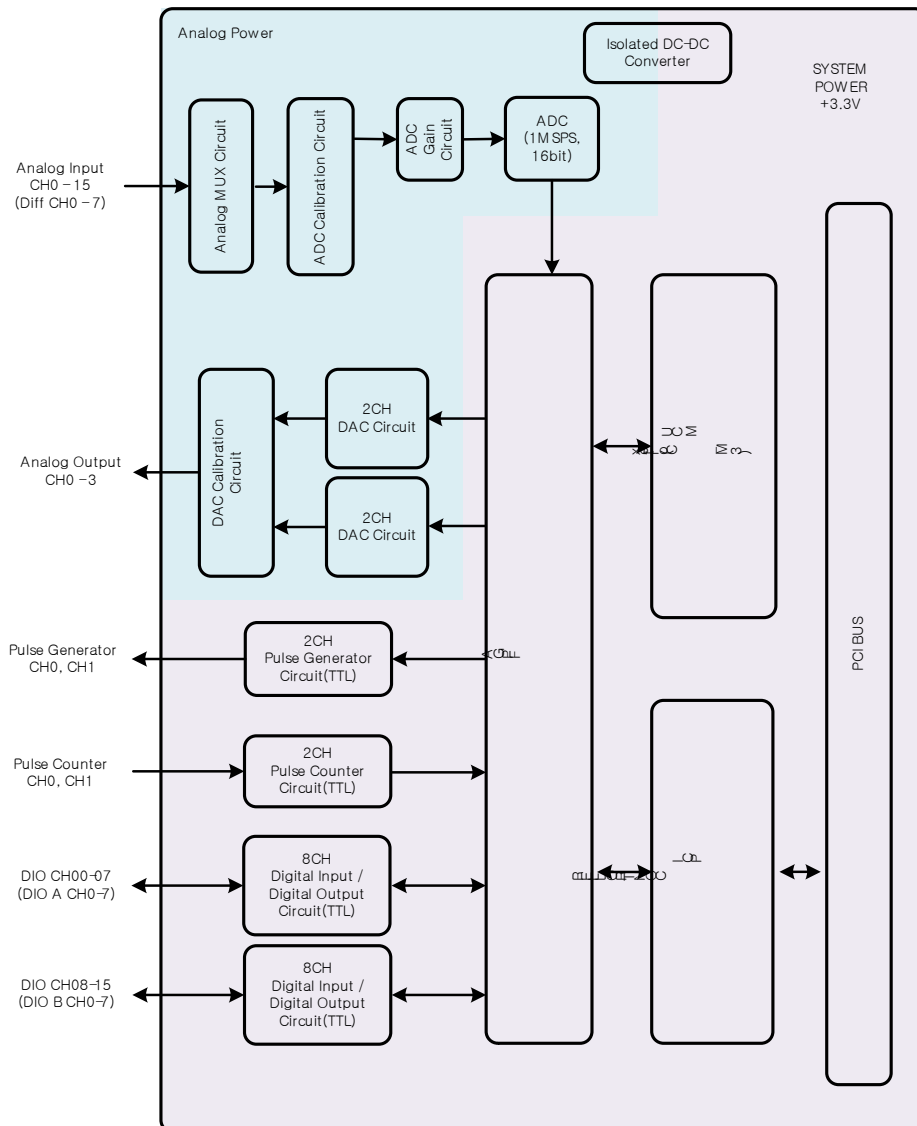 Analog Power
Isolated DC-DC
Converter
SYSTEM
POWER
+3.3V
Analog Input
CH0 - 15
(Diff CH0 - 7)
Analog MUX Circuit
ADC Calibration Circuit
ADC
Gain
Circuit
ADC
(1MSPS,
16bit)
2CH
DAC Circuit
Analog Output
CH0 -3
DAC Calibration
Circuit
2CH
DAC Circuit
Pulse Generator
CH0, CH1
2CH
Pulse Generator
Circuit(TTL)
PCI BUS
Pulse Counter
CH0, CH1
2CH
Pulse Counter
Circuit(TTL)
DIO CH00-07
(DIO A CH0-7)
8CH
Digital Input /
Digital Output
Circuit(TTL)
DIO CH08-15
(DIO B CH0-7)
8CH
Digital Input /
Digital Output
Circuit(TTL)